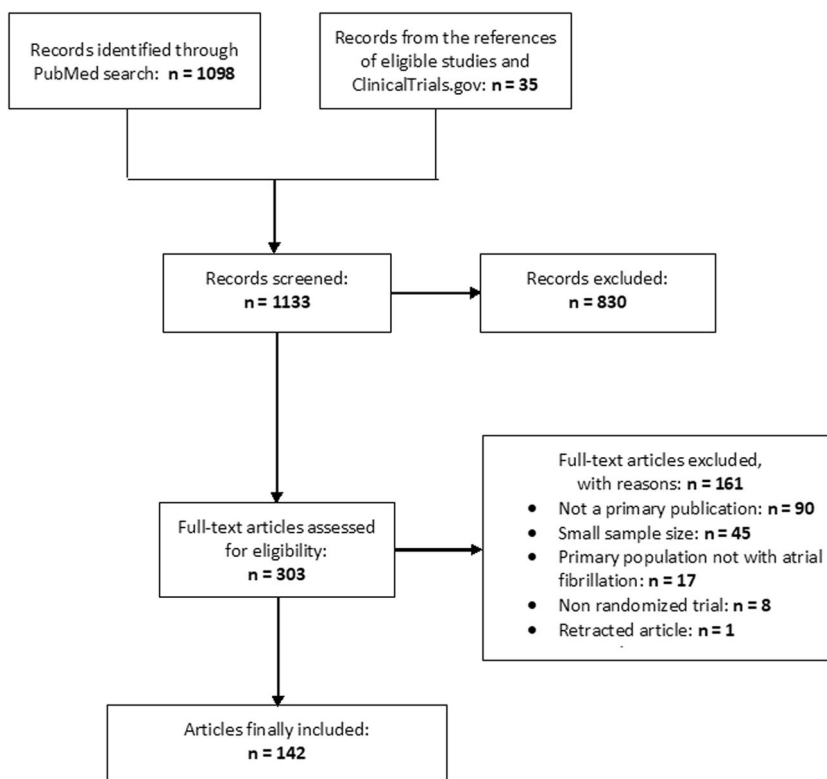 Records identified through
PubMed search: n = 1098
Records from the references
of eligible studies and
ClinicalTrials.gov: n = 35
Records screened:
n = 1133
Records excluded:
n = 830
Full-text articles assessed
for eligibility:
n = 303
Full-text articles excluded,
with reasons: n = 161
• Not a primary publication: n = 90
• Small sample size: n = 45
• Primary population not with atrial
fibrillation: n = 17
• Non randomized trial: n = 8
• Retracted article: n = 1
Articles finally included:
n = 142